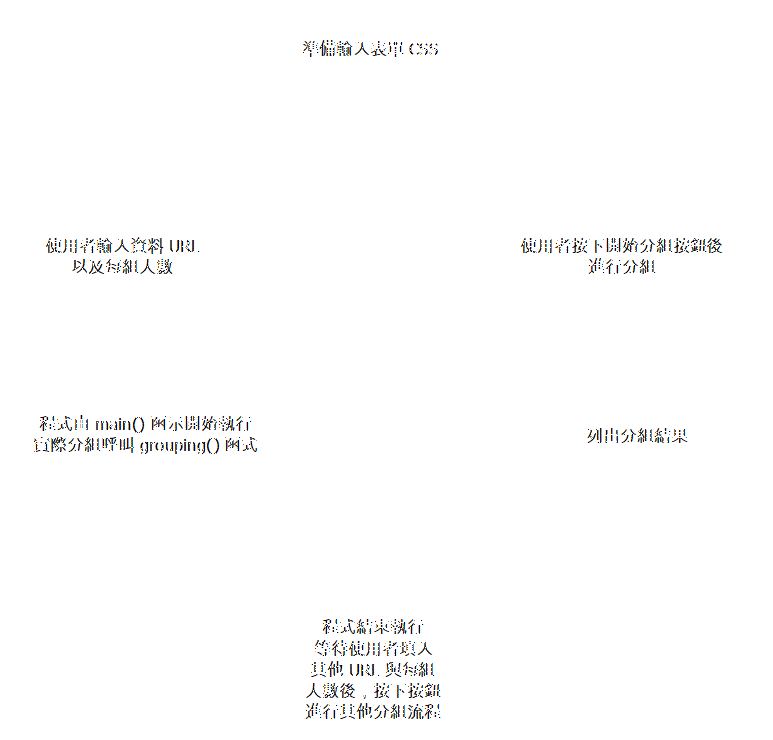 準備輸入表單 CSS
使用者輸入資料 URL
以及每組人數
使用者按下開始分組按鈕後
進行分組
程式由 main() 函示開始執行
實際分組呼叫 grouping() 函式
列出分組結果
程式結束執行
等待使用者填入
其他 URL 與每組
人數後，按下按鈕
進行其他分組流程